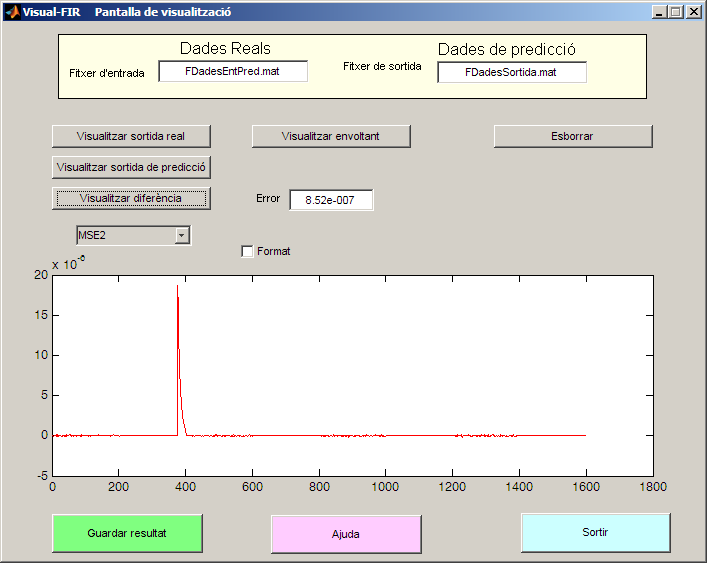 Visual-FIR Pantalla de visualització
Dades Reals
Dades de predicció
Fitxer d'entrada
FDadesEntPred.mat
Fitxer de sortida
FDadesSortida.mat
Visualitzar sortida real
Visualitzar envoltant
Esborrar
Visualitzar sortida de predicció
Visualitzar diferència
Error
8.52e-007
MSE2
Format
x 10^-6
20
15
10
5
0
-5
0 200 400 600 800 1000 1200 1400 1600 1800
Guardar resultat
Ajuda
Sortir